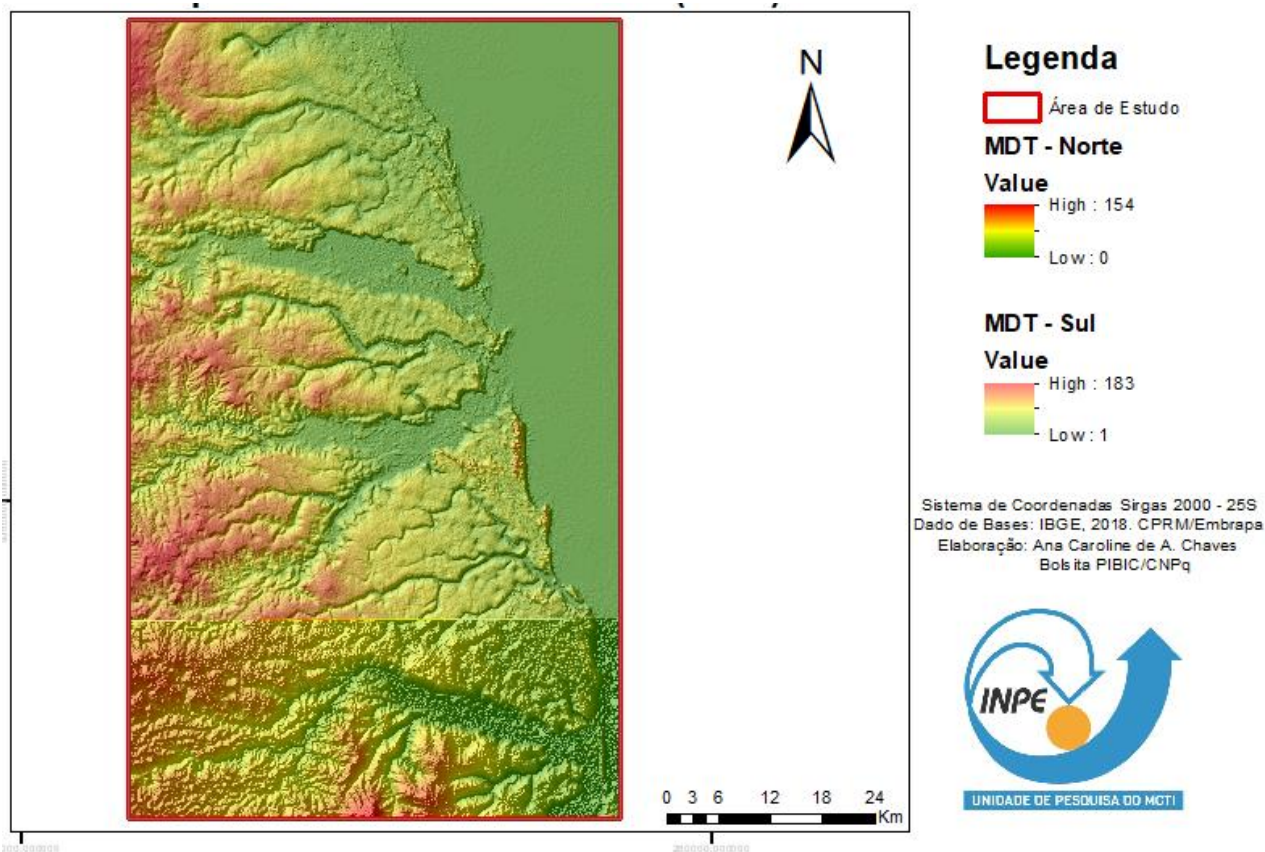 N
Legenda
Área de Estudo
MDT - Norte
Value
High : 154
Low : 0
MDT - Sul
Value
High : 183
Low : 1
Sistema de Coordenadas Sirgas 2000 - 25S
Dado de Bases: IBGE, 2018. CPRM/Embrapa
Elaboração: Ana Caroline de A. Chaves
Bolsita PIBIC/CNPq
INPE
UNIDADE DE PESQUISA DO MCTI
0 3 6 12 18 24
Km